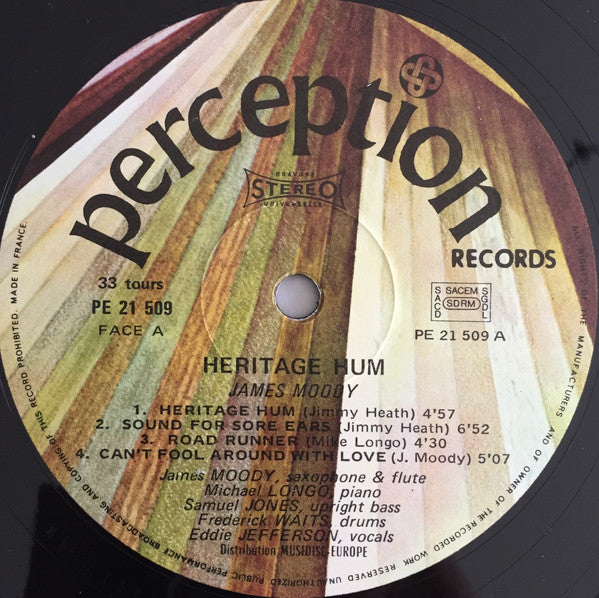 perception
RECORDS
GRAVURE
STEREO
UNIVERSELLE
33 tours
PE 21 509
FACE A
SACD
SACEM
SDRM
SGDL
PE 21 509 A
HERITAGE HUM
JAMES MOODY
1. HERITAGE HUM (Jimmy Heath) 4'57
2. SOUND FOR SORE EARS (Jimmy Heath) 6'52
3. ROAD RUNNER (Mike Longo) 4'30
4. CAN'T FOOL AROUND WITH LOVE (J. Moody) 5'07
James MOODY, saxophone & flute
Michael LONGO, piano
Samuel JONES, upright bass
Frederick WAITS, drums
Eddie JEFFERSON, vocals
Distribution MUSIDISC-EUROPE
ALL RIGHTS OF THE MANUFACTURERS AND OF OWNER OF THE RECORDED WORK RESERVED UNAUTHORIZED PUBLIC PERFORMANCE BROADCASTING AND COPYING OF THIS RECORD PROHIBITED. MADE IN FRANCE.